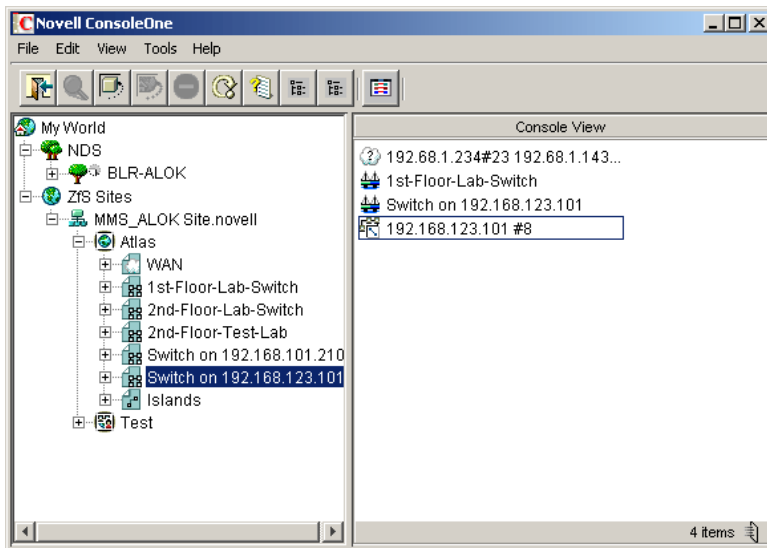 Novell ConsoleOne
File Edit View Tools Help
My World
NDS
BLR-ALOK
ZfS Sites
MMS_ALOK Site.novell
Atlas
WAN
1st-Floor-Lab-Switch
2nd-Floor-Lab-Switch
2nd-Floor-Test-Lab
Switch on 192.168.101.210
Switch on 192.168.123.101
Islands
Test
Console View
192.68.1.234#23 192.68.1.143...
1st-Floor-Lab-Switch
Switch on 192.168.123.101
192.168.123.101 #8
4 items